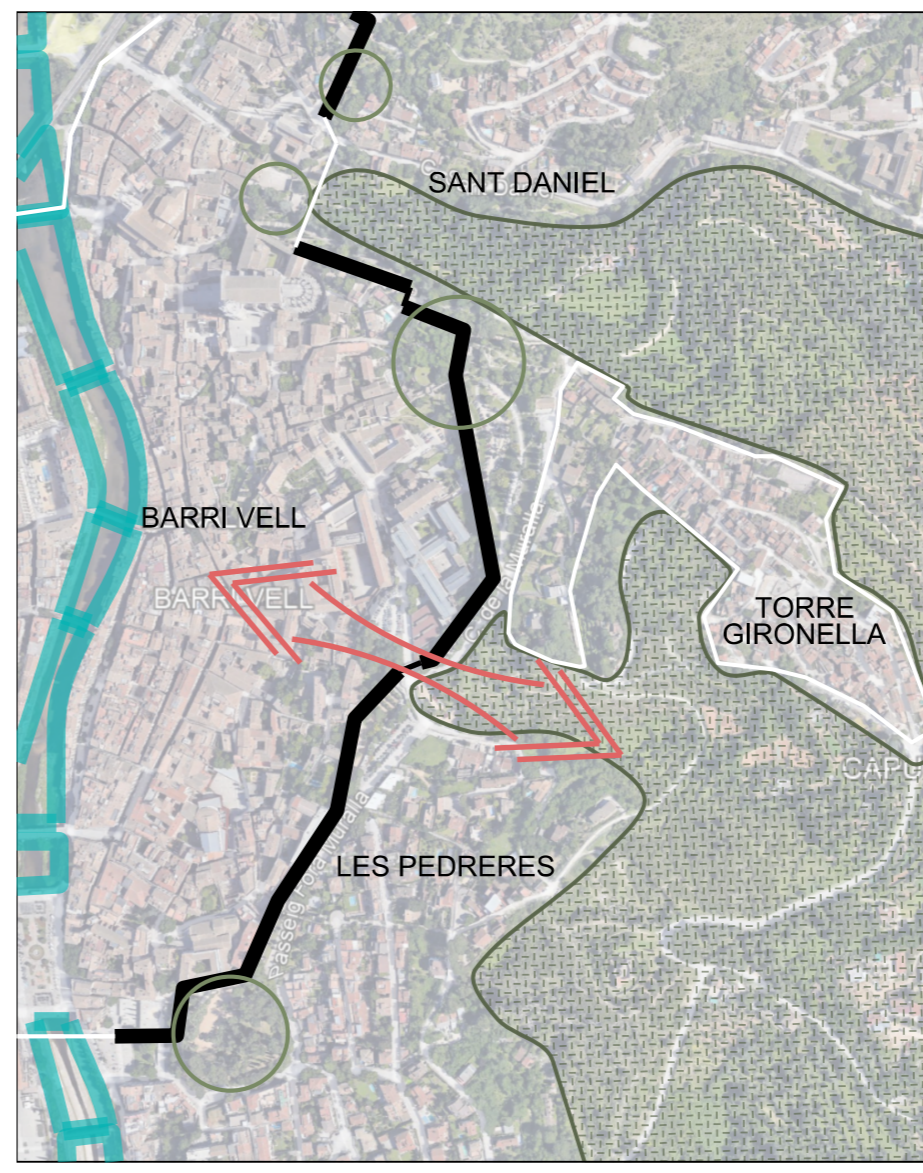 SANT DANIEL
BARRI VELL
BARRI VELL
C. de la Muralla
TORRE
GIRONELLA
CAPU
Passeig Fora Muralla
LES PEDRERES